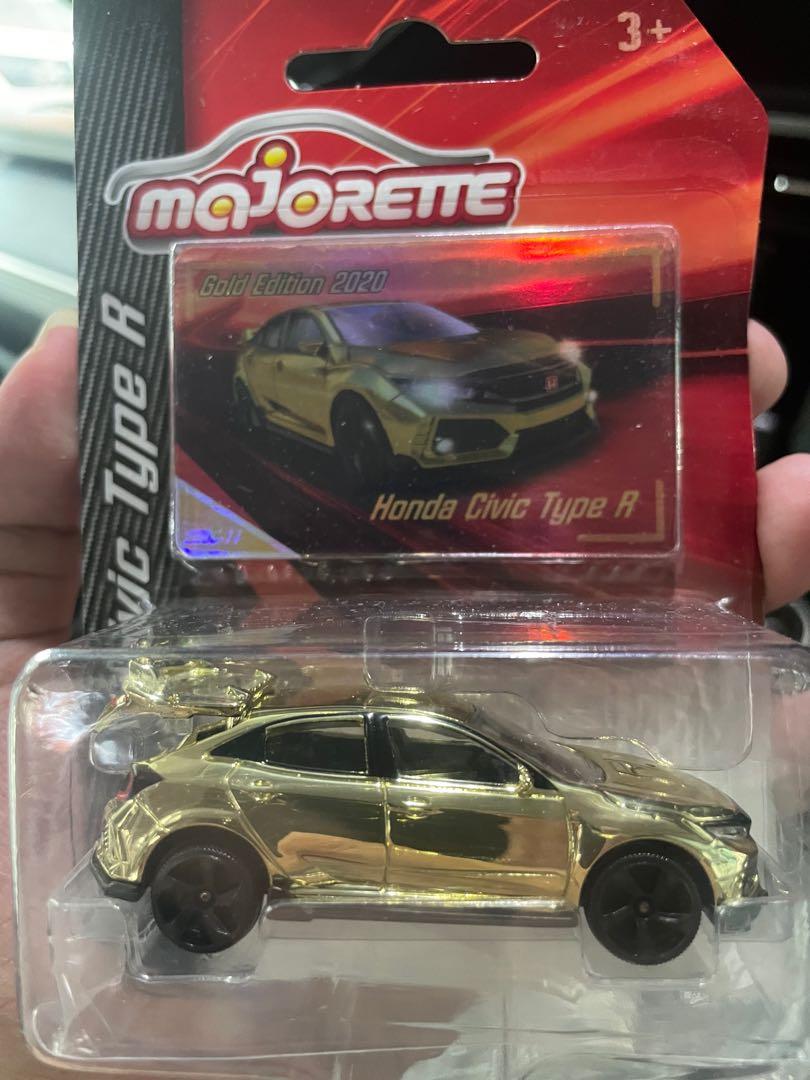 3+
MAJORETTE
Gold Edition 2020
Honda Civic Type R
vic Type R